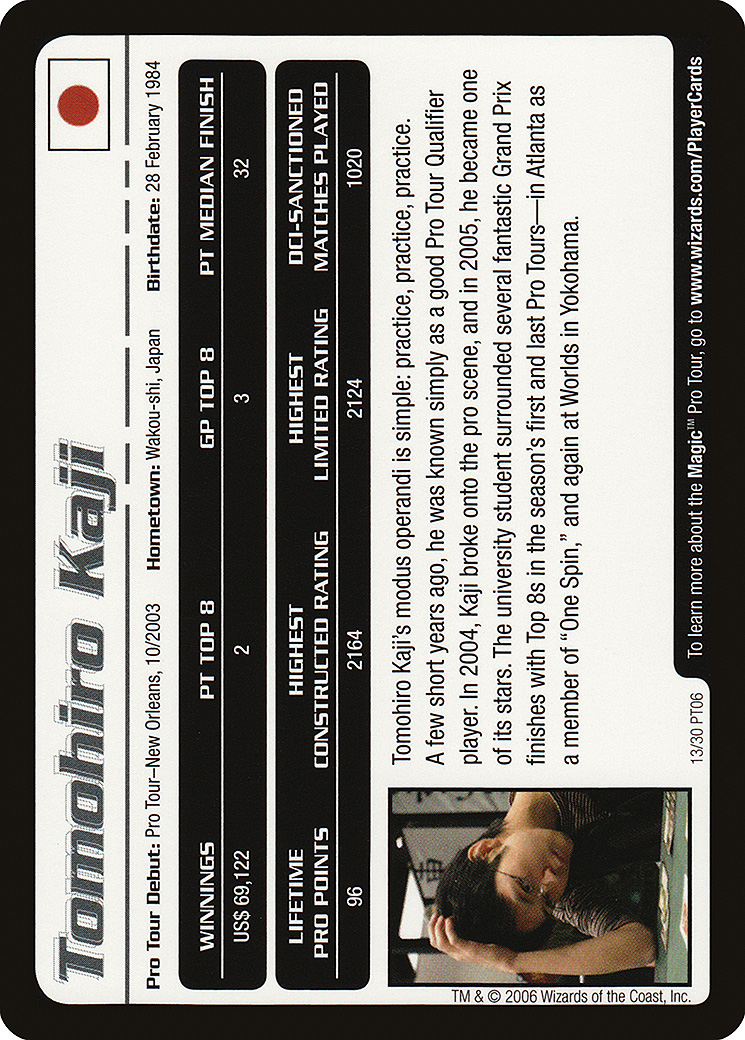 Tomohiro Kaji
Pro Tour Debut: Pro Tour–New Orleans, 10/2003 Hometown: Wakou-shi, Japan Birthdate: 28 February 1984
WINNINGS PT TOP 8 GP TOP 8 PT MEDIAN FINISH
US$ 69,122 2 3 32
LIFETIME HIGHEST HIGHEST DCI-SANCTIONED
PRO POINTS CONSTRUCTED RATING LIMITED RATING MATCHES PLAYED
96 2164 2124 1020
Tomohiro Kaji's modus operandi is simple: practice, practice, practice.
A few short years ago, he was known simply as a good Pro Tour Qualifier
player. In 2004, Kaji broke onto the pro scene, and in 2005, he became one
of its stars. The university student surrounded several fantastic Grand Prix
finishes with Top 8s in the season's first and last Pro Tours—in Atlanta as
a member of “One Spin,” and again at Worlds in Yokohama.
TM & © 2006 Wizards of the Coast, Inc.
13/30 PT06
To learn more about the Magic™ Pro Tour, go to www.wizards.com/PlayerCards